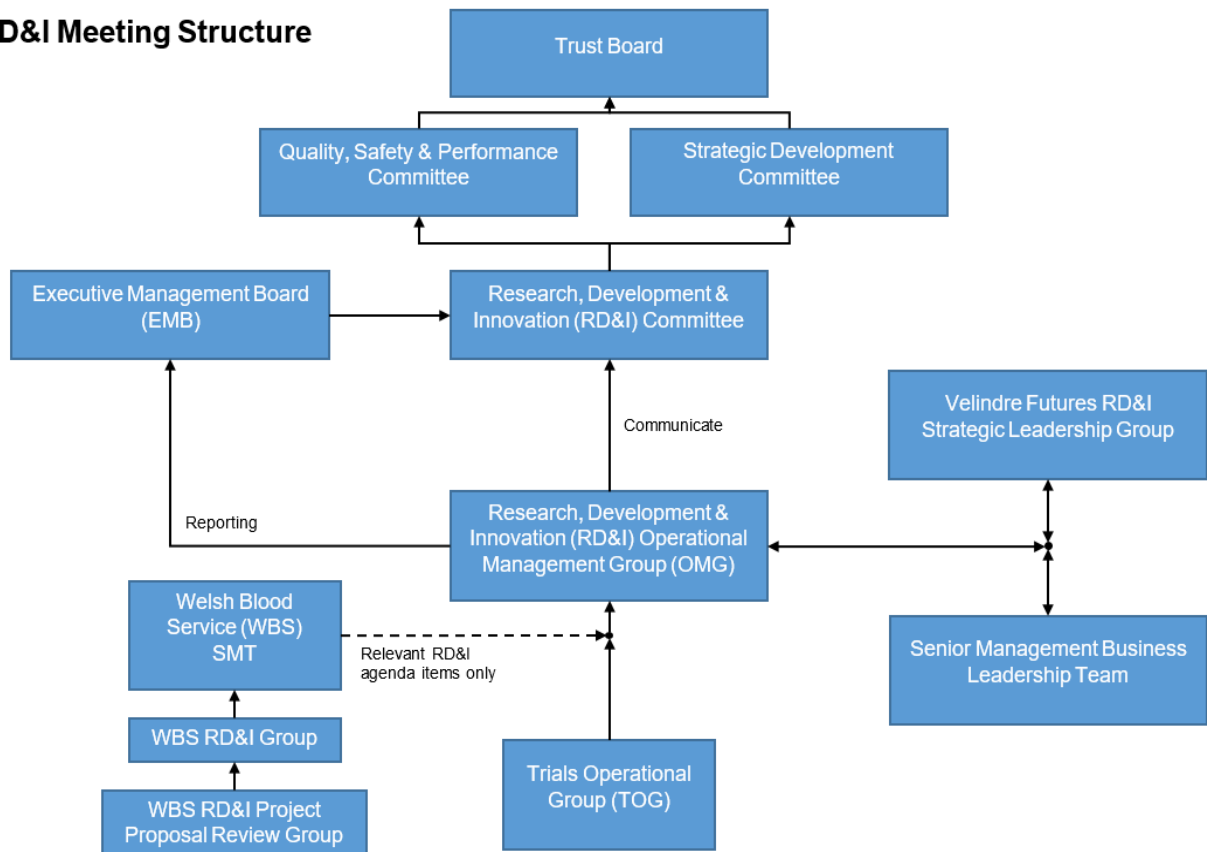 D&I Meeting Structure
Trust Board
Quality, Safety & Performance
Committee
Strategic Development
Committee
Executive Management Board
(EMB)
Research, Development &
Innovation (RD&I) Committee
Communicate
Velindre Futures RD&I
Strategic Leadership Group
Reporting
Research, Development &
Innovation (RD&I) Operational
Management Group (OMG)
Welsh Blood
Service (WBS)
SMT
Relevant RD&I
agenda items only
Senior Management Business
Leadership Team
WBS RD&I Group
Trials Operational
Group (TOG)
WBS RD&I Project
Proposal Review Group